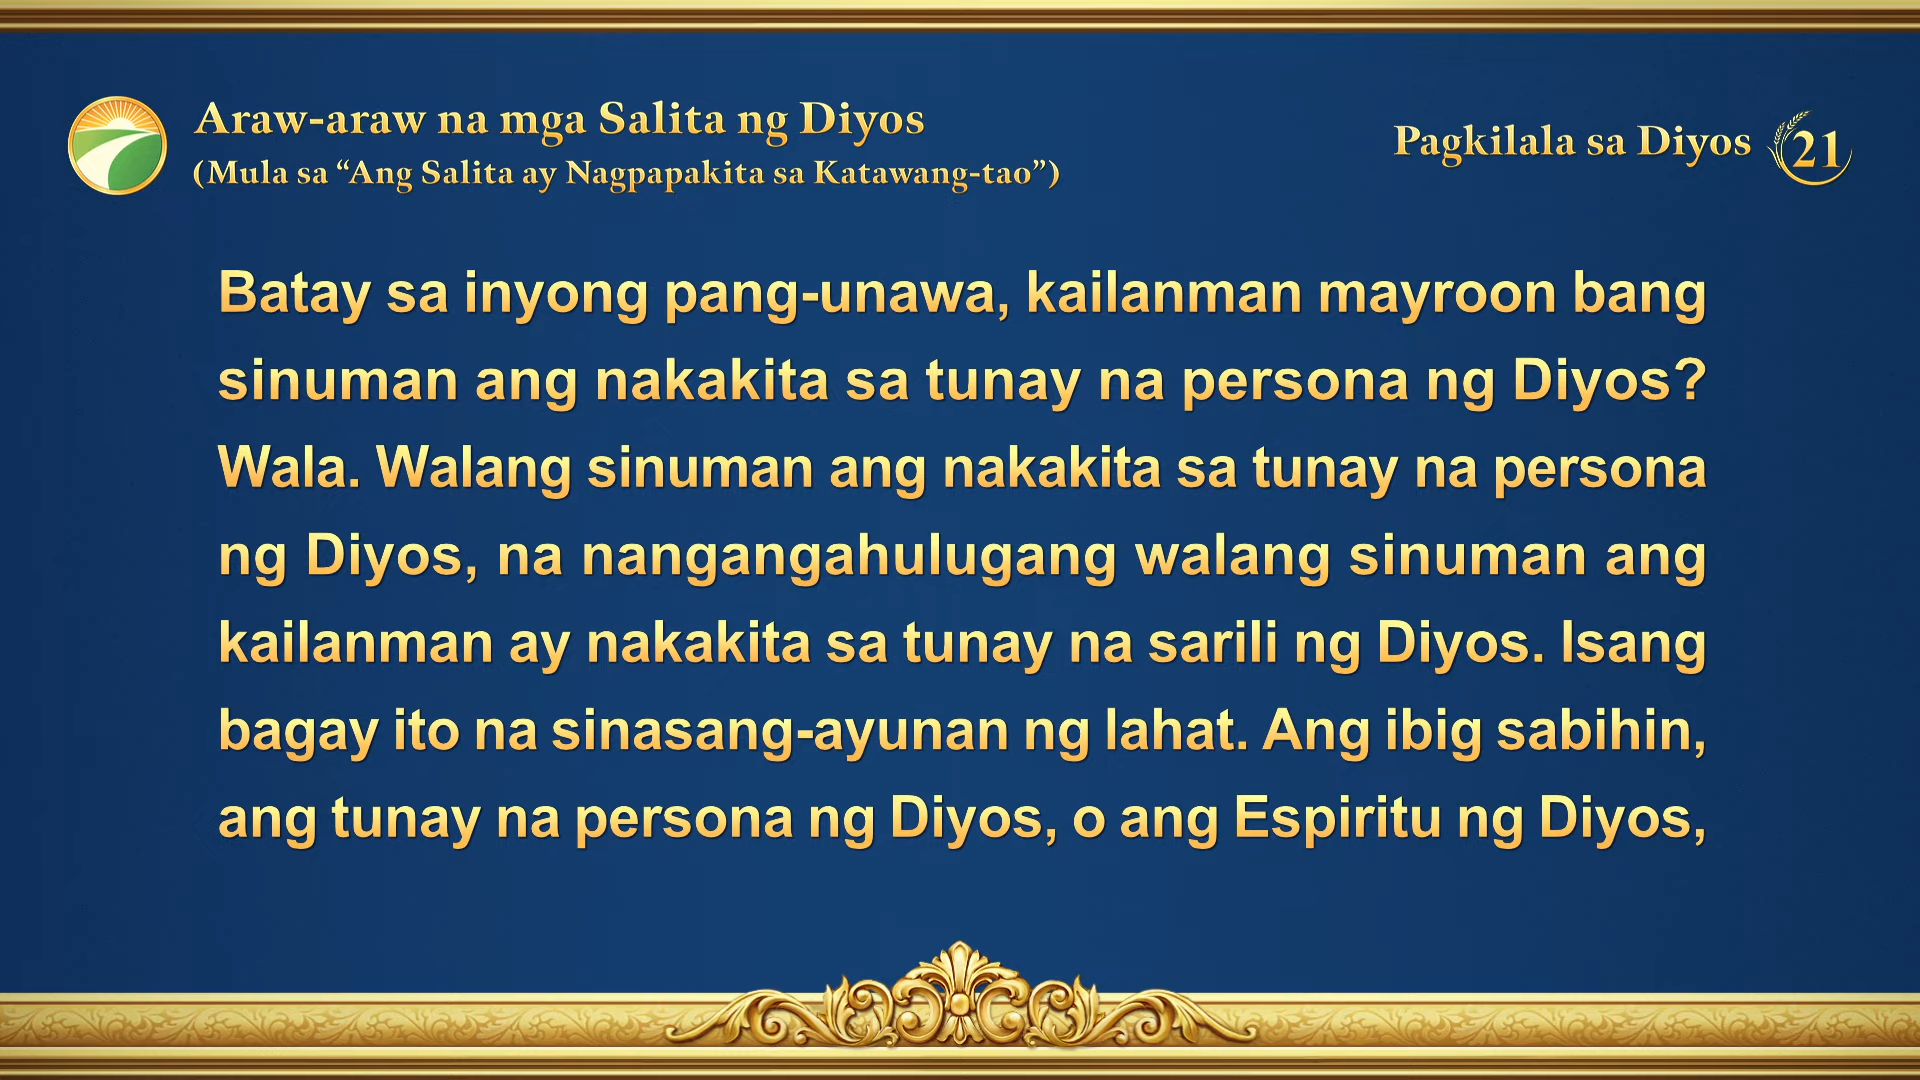 Araw-araw na mga Salita ng Diyos
(Mula sa “Ang Salita ay Nagpapakita sa Katawang-tao”)
Pagkilala sa Diyos 21
Batay sa inyong pang-unawa, kailanman mayroon bang
sinuman ang nakakita sa tunay na persona ng Diyos?
Wala. Walang sinuman ang nakakita sa tunay na persona
ng Diyos, na nangangahulugang walang sinuman ang
kailanman ay nakakita sa tunay na sarili ng Diyos. Isang
bagay ito na sinasang-ayunan ng lahat. Ang ibig sabihin,
ang tunay na persona ng Diyos, o ang Espiritu ng Diyos,